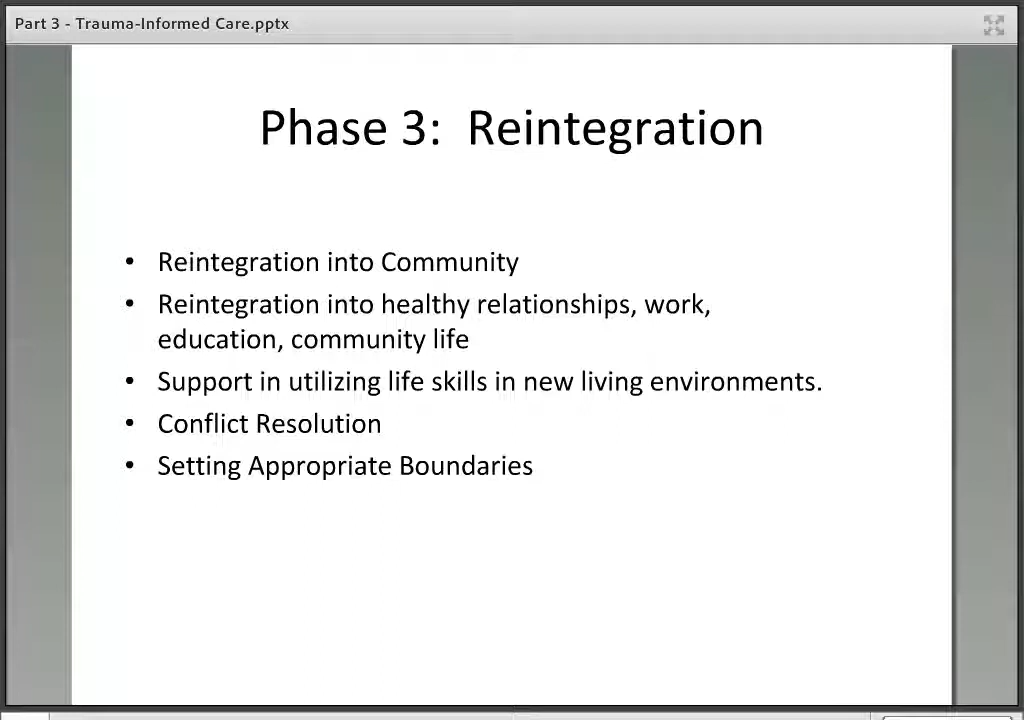 Part 3 - Trauma-Informed Care.pptx
Phase 3: Reintegration
• Reintegration into Community
• Reintegration into healthy relationships, work,
education, community life
• Support in utilizing life skills in new living environments.
• Conflict Resolution
• Setting Appropriate Boundaries